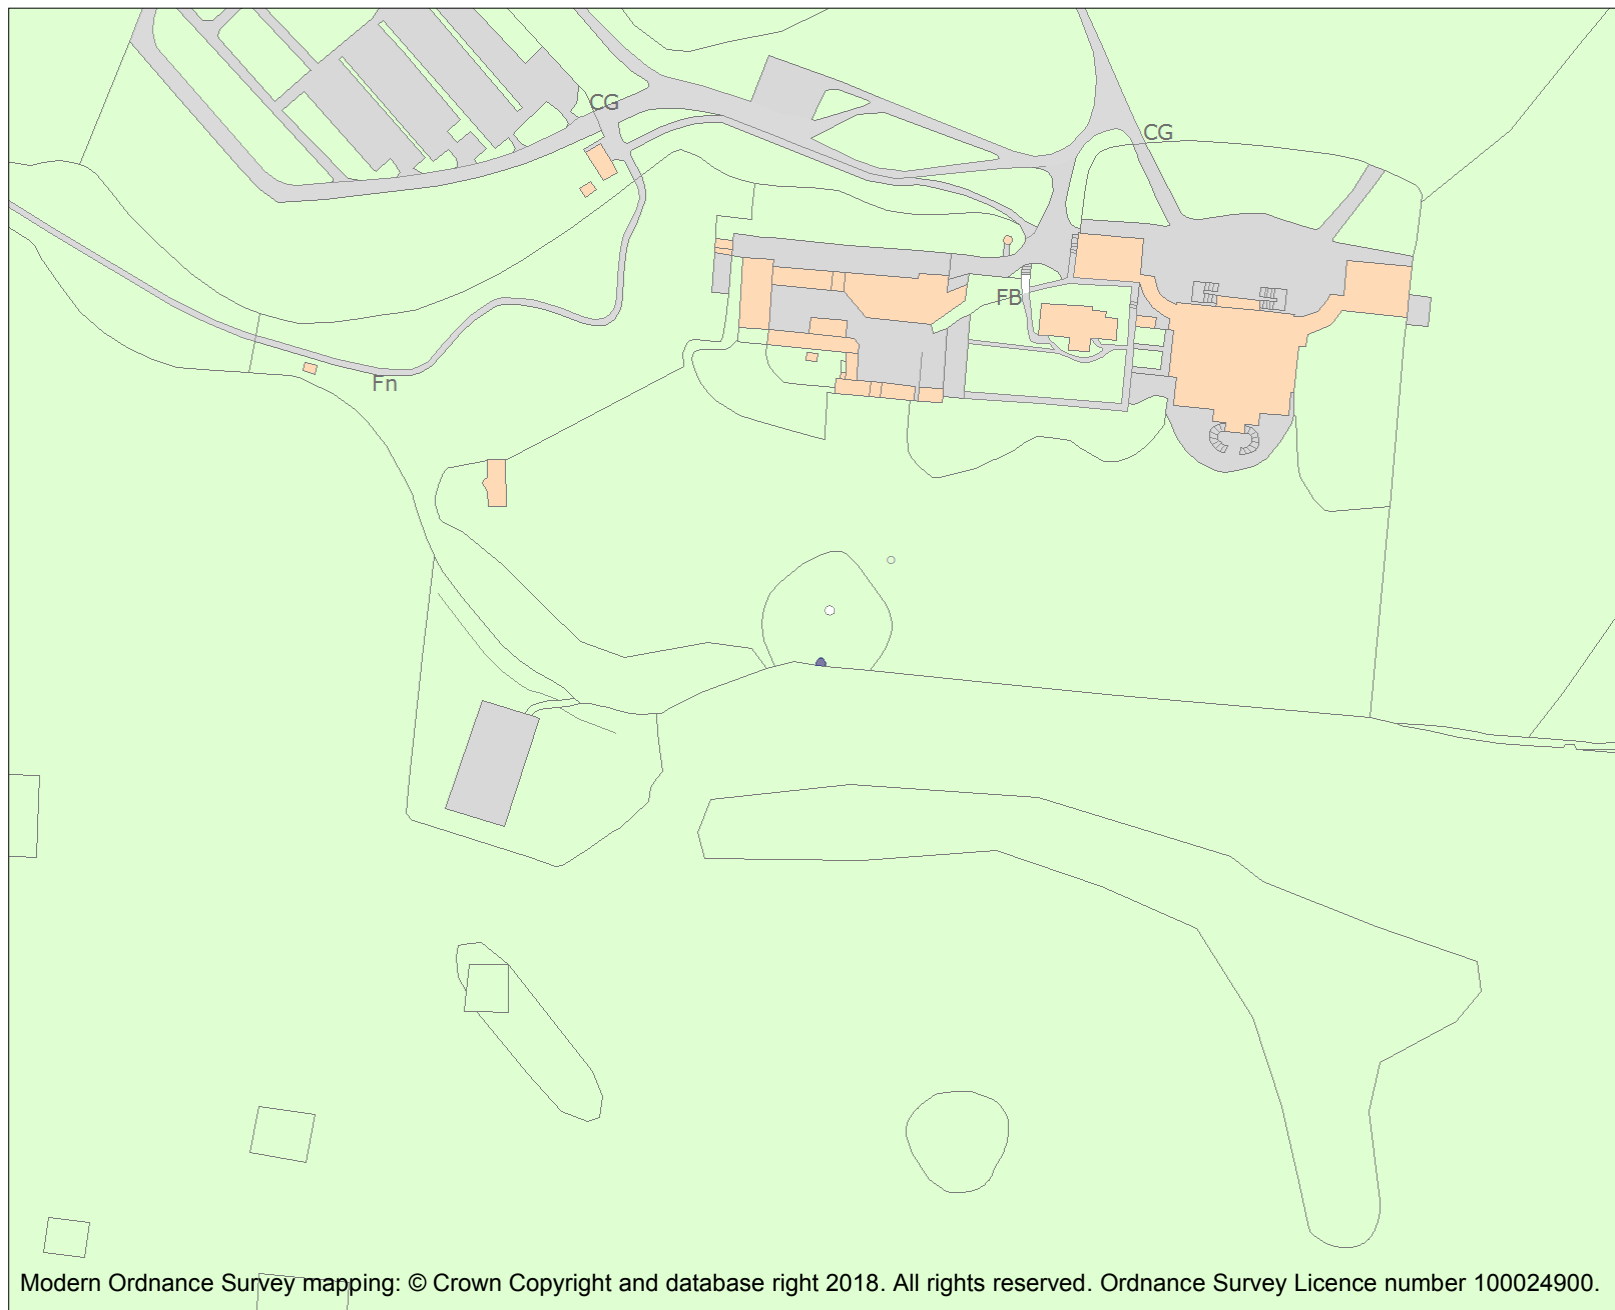 CG
CG
FB
Fn
Modern Ordnance Survey mapping: © Crown Copyright and database right 2018. All rights reserved. Ordnance Survey Licence number 100024900.